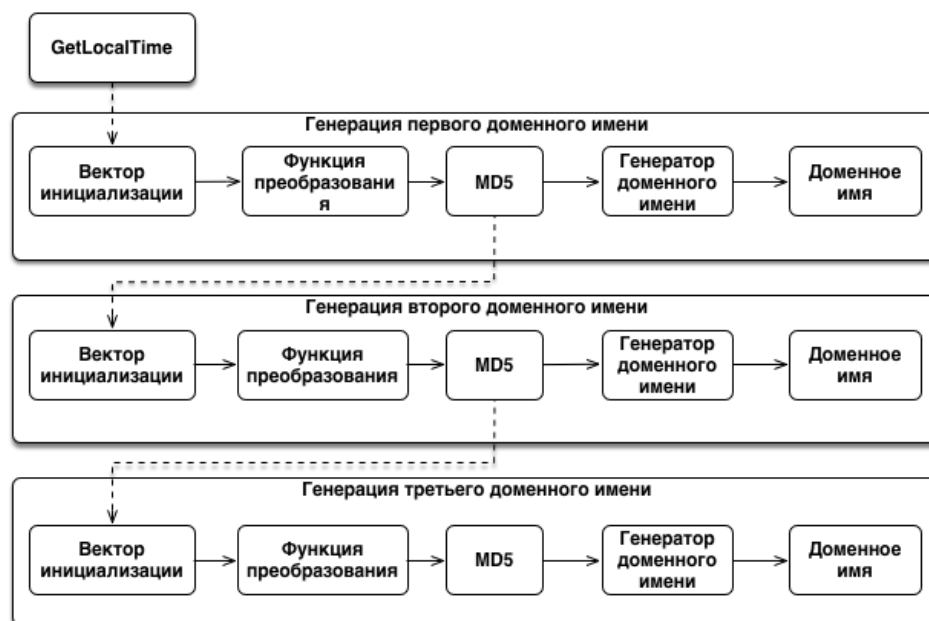 GetLocalTime
Генерация первого доменного имени
Вектор
инициализации
Функция
преобразовани
я
MD5
Генератор
доменного
имени
Доменное
имя
Генерация второго доменного имени
Вектор
инициализации
Функция
преобразования
MD5
Генератор
доменного
имени
Доменное
имя
Генерация третьего доменного имени
Вектор
инициализации
Функция
преобразования
MD5
Генератор
доменного
имени
Доменное
имя